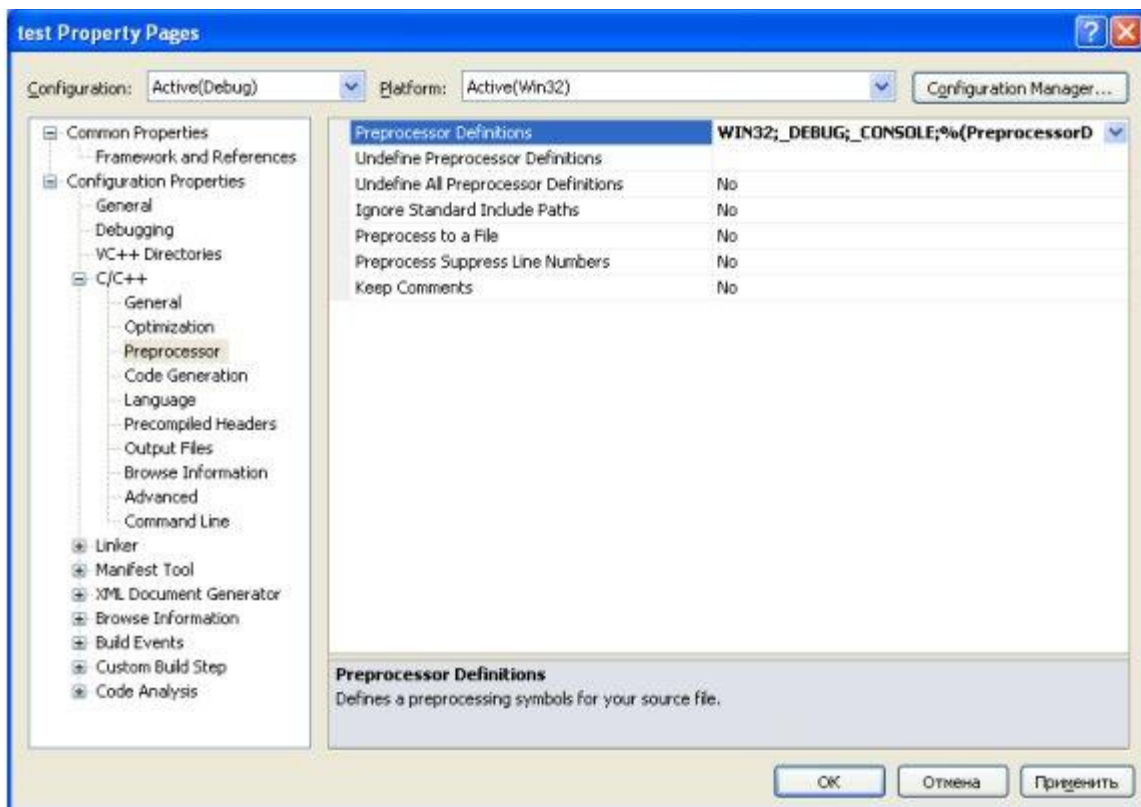 test Property Pages
Configuration: Active(Debug) Platform: Active(Win32) Configuration Manager...
Common Properties
Framework and References
Configuration Properties
General
Debugging
VC++ Directories
C/C++
General
Optimization
Preprocessor
Code Generation
Language
Precompiled Headers
Output Files
Browse Information
Advanced
Command Line
Linker
Manifest Tool
XML Document Generator
Browse Information
Build Events
Custom Build Step
Code Analysis
Preprocessor Definitions WIN32;_DEBUG;_CONSOLE;%(PreprocessorD
Undefine Preprocessor Definitions
Undefine All Preprocessor Definitions No
Ignore Standard Include Paths No
Preprocess to a File No
Preprocess Suppress Line Numbers No
Keep Comments No
Preprocessor Definitions
Defines a preprocessing symbols for your source file.
OK Отмена Применить